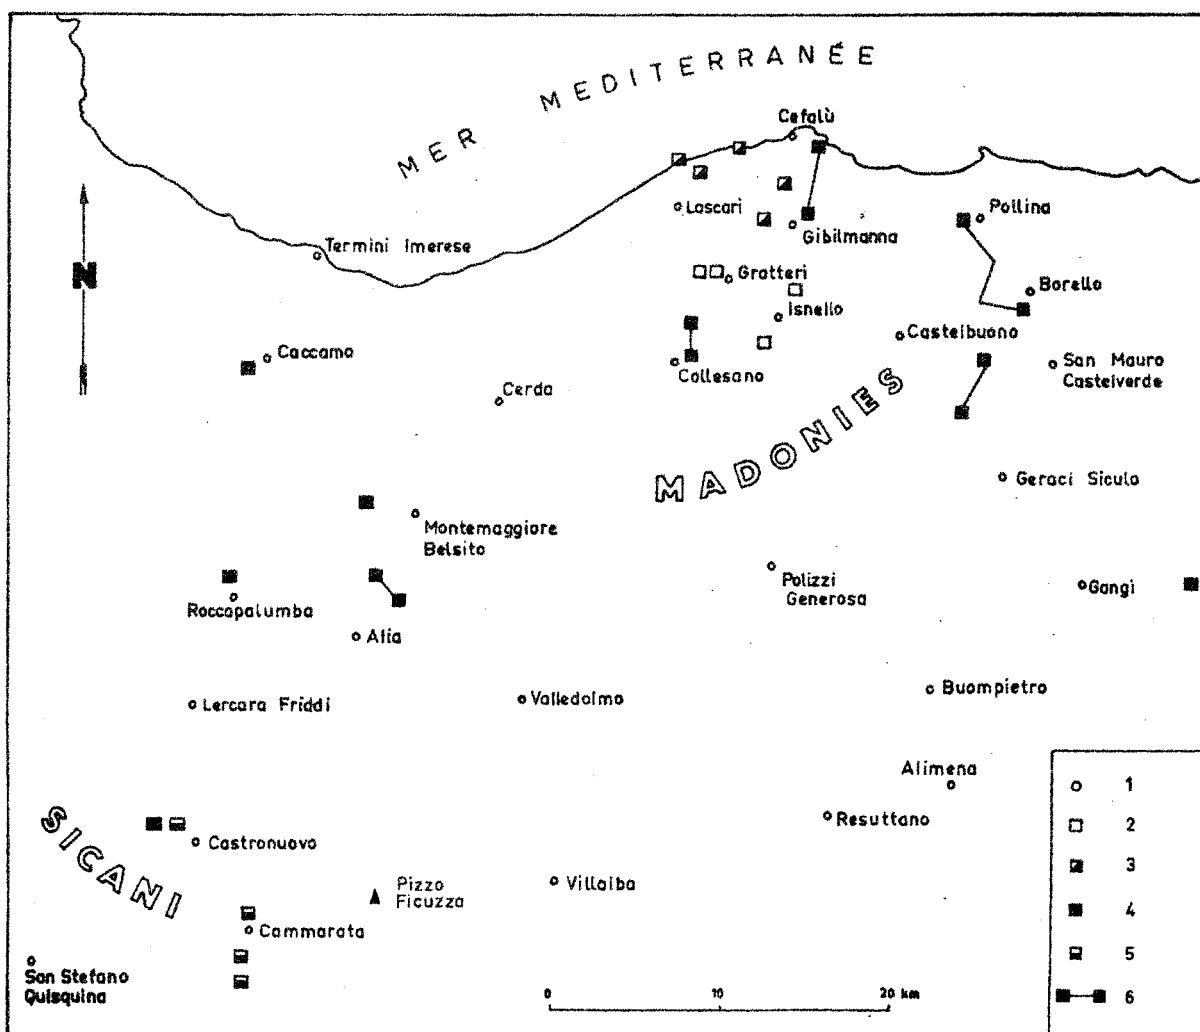 MER MEDITERRANÉE
Cefalù
Lascari
Pollina
Gibilmanna
Termini Imerese
N
Gratteri
Borello
Isnello
Castelbuono
Caccamo
Collesano
San Mauro
Castelverde
Cerda
MADONIES
Geraci Siculo
Montemaggiore
Belsito
Polizzi
Generosa
Gangi
Roccapalumba
Alia
Buompietro
Lercara Friddi
Valledolmo
Alimena
1
Resuttano
2
SICANI
Castronuovo
3
Pizzo
Ficuzza
Villalba
4
Cammarata
5
San Stefano
Quisquina
0 10 20 km
6